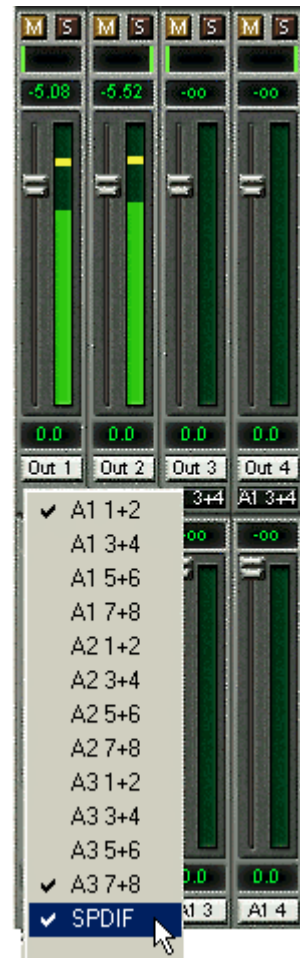 M S M S M S M S
-5.08 -5.52 -oo -oo
0.0 0.0 0.0 0.0
Out 1 Out 2 Out 3 Out 4
3+4 A1 3+4
-oo -oo
✔ A1 1+2
A1 3+4
A1 5+6
A1 7+8
A2 1+2
A2 3+4
A2 5+6
A2 7+8
A3 1+2
A3 3+4
A3 5+6
✔ A3 7+8
✔ SPDIF
0.0 0.0
A1 3 A1 4